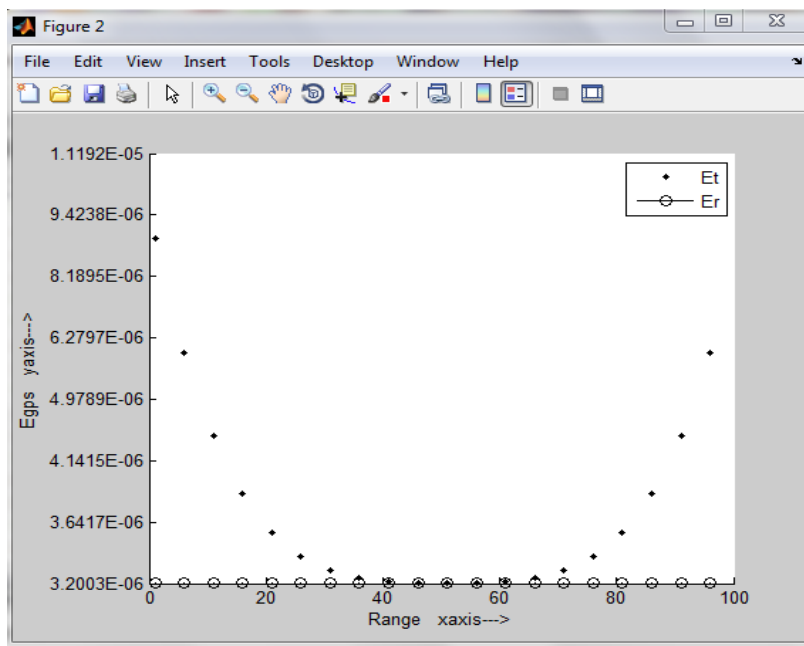 Figure 2
File Edit View Insert Tools Desktop Window Help
1.1192E-05
9.4238E-06
8.1895E-06
6.2797E-06
4.9789E-06
4.1415E-06
3.6417E-06
3.2003E-06
Egps yaxis--->
Et
Er
0 20 40 60 80 100
Range xaxis--->